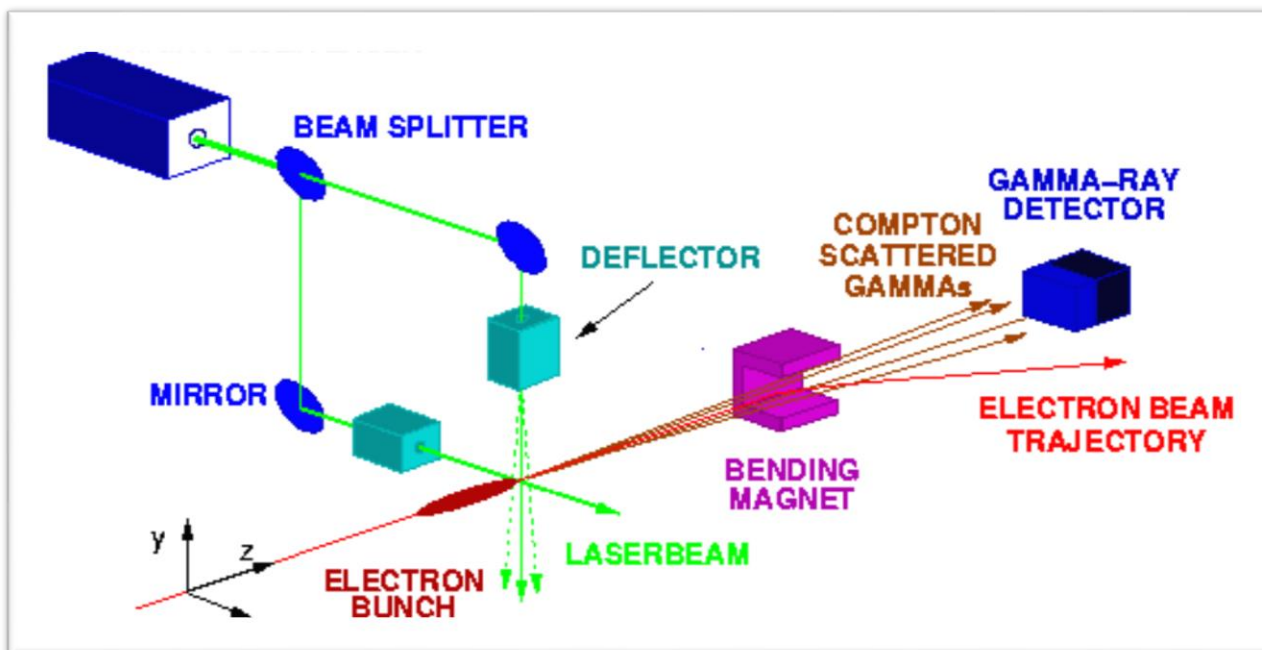 BEAM SPLITTER
GAMMA–RAY
DETECTOR
COMPTON
SCATTERED
GAMMAs
DEFLECTOR
MIRROR
ELECTRON BEAM
TRAJECTORY
BENDING
MAGNET
y
z
LASERBEAM
ELECTRON
BUNCH